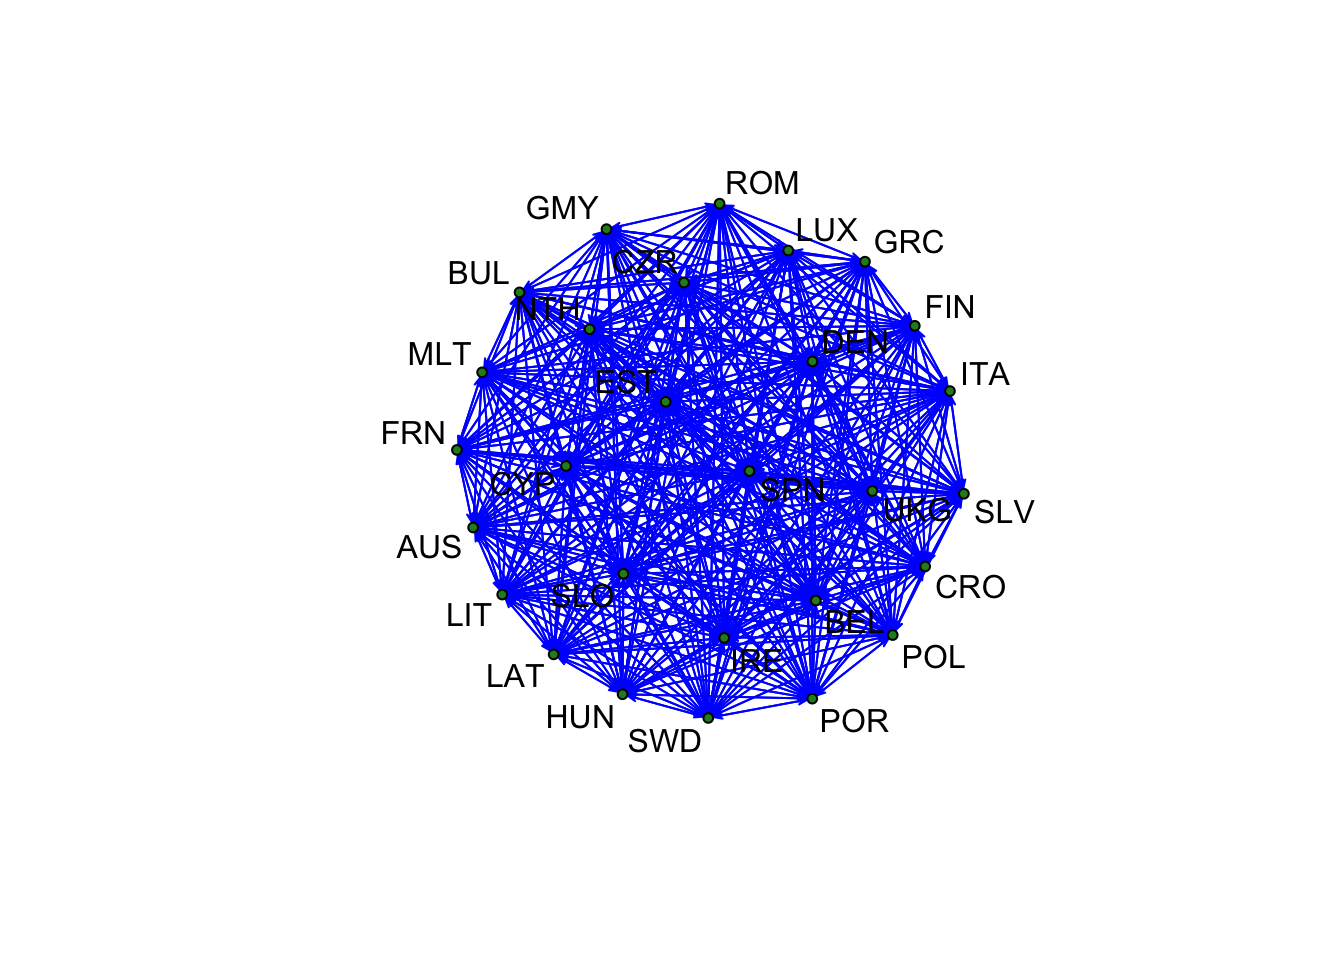 ROM
GMY
LUX
GRC
CZR
BUL
NTH
FIN
DEN
MLT
ITA
EST
FRN
CYP
SPN
UKG
SLV
AUS
CRO
SLO
LIT
BEL
POL
IRE
LAT
HUN
POR
SWD